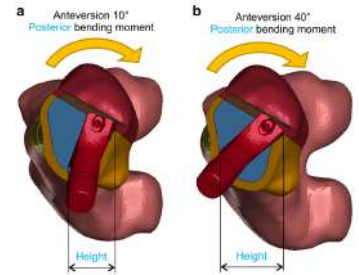 a
Anteversion 10°
Posterior bending moment
Height
b
Anteversion 40°
Posterior bending moment
Height